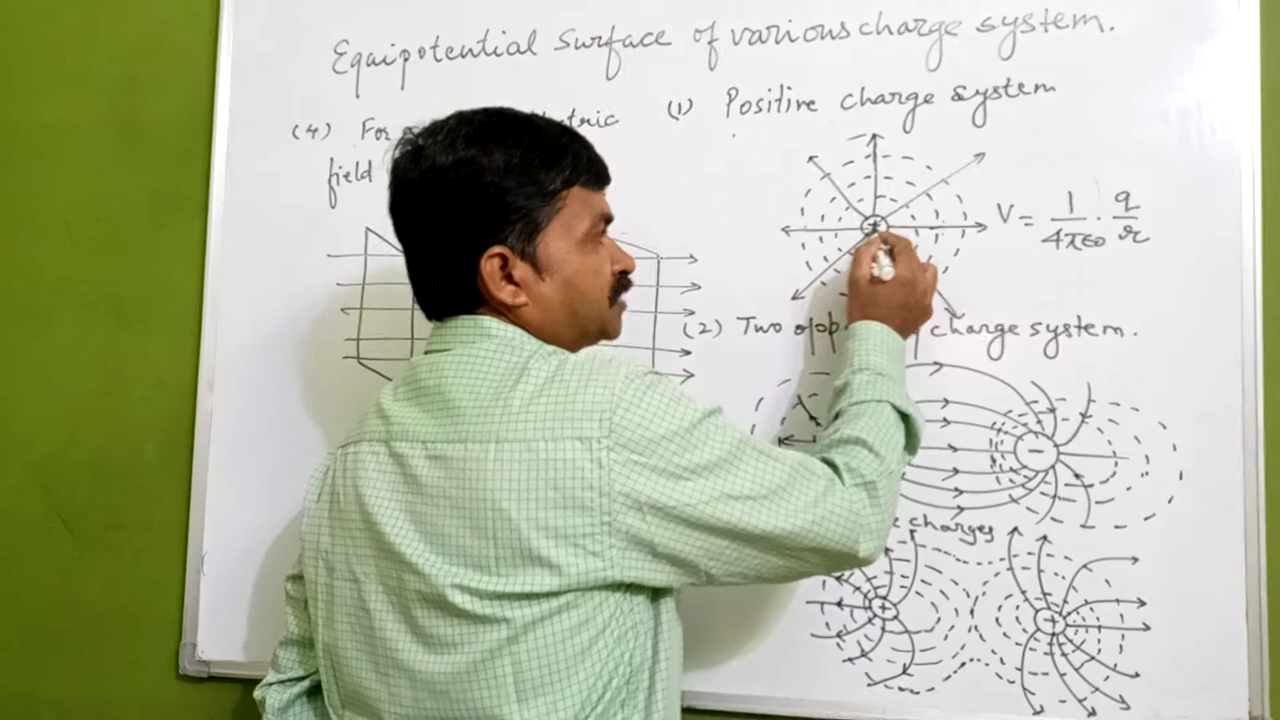 Equipotential surface of various charge system.
(1) Positive charge system
V = 1/4πε0 . q/r
(2) Two charge system.
+
−
charges
+
+
(4) For
field